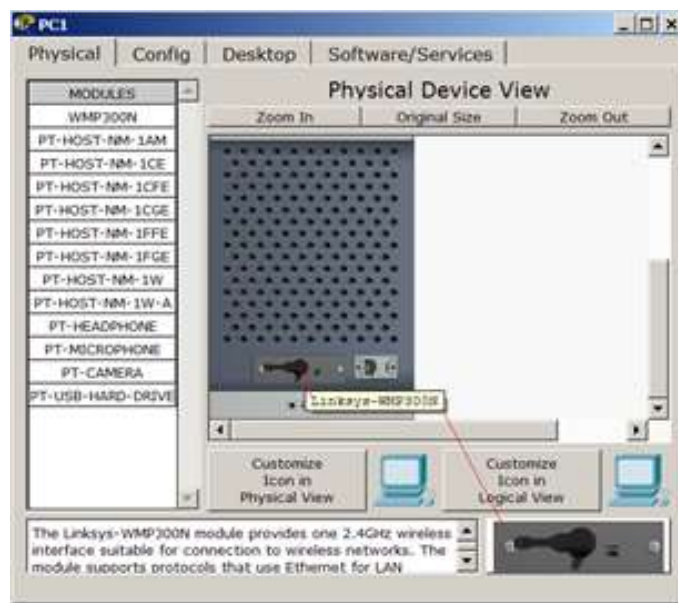 PC1
Physical
Config
Desktop
Software/Services
MODULES
WMP300N
PT-HOST-NM-1AM
PT-HOST-NM-1CE
PT-HOST-NM-1CFE
PT-HOST-NM-1CGE
PT-HOST-NM-1FFE
PT-HOST-NM-1FGE
PT-HOST-NM-1W
PT-HOST-NM-1W-A
PT-HEADPHONE
PT-MICROPHONE
PT-CAMERA
PT-USB-HARD-DRIVE
Physical Device View
Zoom In
Original Size
Zoom Out
Linksys-WMP300N
Customize
Icon in
Physical View
Customize
Icon in
Logical View
The Linksys-WMP300N module provides one 2.4GHz wireless
interface suitable for connection to wireless networks. The
module supports protocols that use Ethernet for LAN